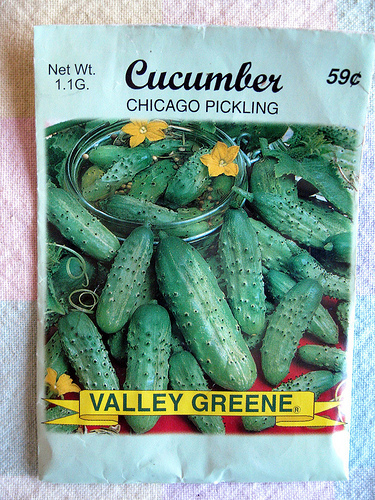 Net Wt.
1.1G.
Cucumber
59¢
CHICAGO PICKLING
VALLEY GREENE®